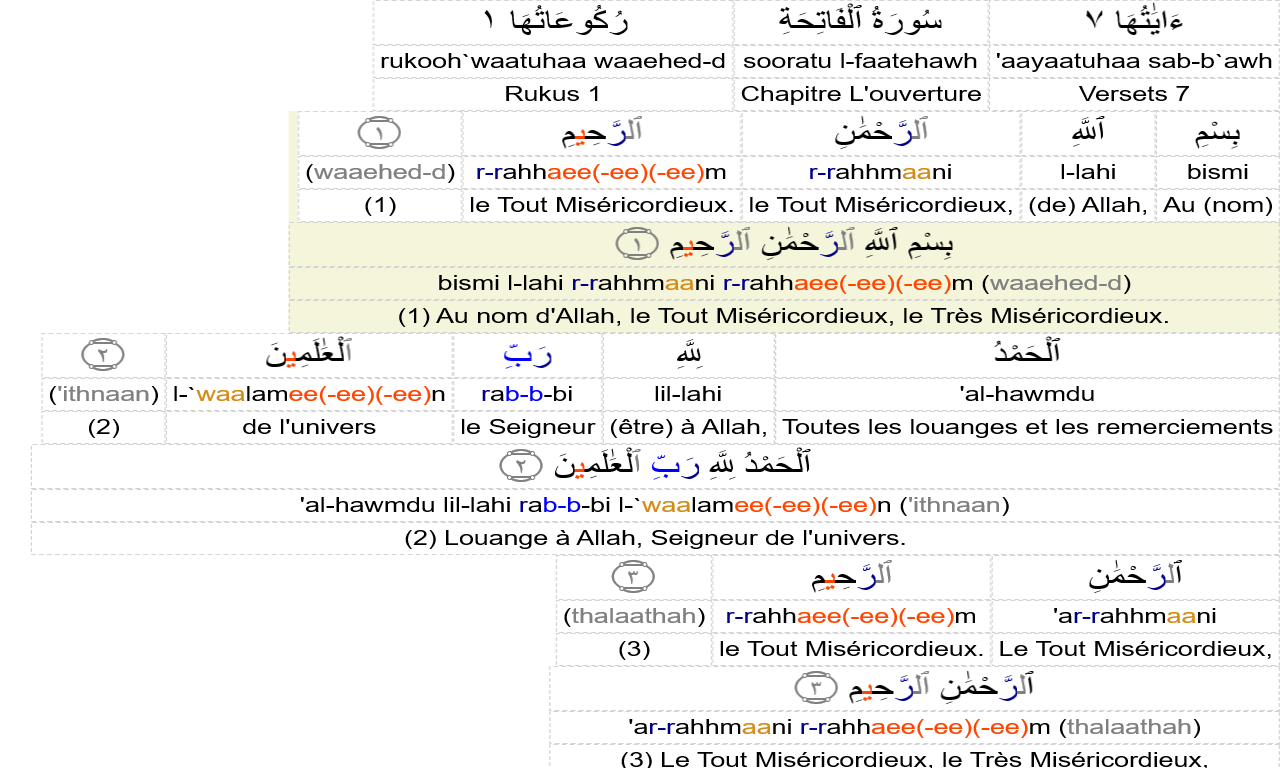 ءَايَٰتُهَا ٧ سُورَةُ ٱلْفَاتِحَةِ رُكُوعَاتُهَا ١
rukooh`waatuhaa waaehed-d sooratu l-faatehawh 'aayaatuhaa sab-b`awh
Rukus 1 Chapitre L'ouverture Versets 7
بِسْمِ ٱللَّهِ ٱلرَّحْمَٰنِ ٱلرَّحِيمِ ١
(waaehed-d) r-rahhaee(-ee)(-ee)m r-rahhmaani l-lahi bismi
(1) le Tout Miséricordieux. le Tout Miséricordieux, (de) Allah, Au (nom)
بِسْمِ ٱللَّهِ ٱلرَّحْمَٰنِ ٱلرَّحِيمِ ١
bismi l-lahi r-rahhmaani r-rahhaee(-ee)(-ee)m (waaehed-d)
(1) Au nom d'Allah, le Tout Miséricordieux, le Très Miséricordieux.
ٱلْحَمْدُ لِلَّهِ رَبِّ ٱلْعَٰلَمِينَ ٢
('ithnaan) l-`waalamee(-ee)(-ee)n rab-b-bi lil-lahi 'al-hawmdu
(2) de l'univers le Seigneur (être) à Allah, Toutes les louanges et les remerciements
ٱلْحَمْدُ لِلَّهِ رَبِّ ٱلْعَٰلَمِينَ ٢
'al-hawmdu lil-lahi rab-b-bi l-`waalamee(-ee)(-ee)n ('ithnaan)
(2) Louange à Allah, Seigneur de l'univers.
ٱلرَّحْمَٰنِ ٱلرَّحِيمِ ٣
(thalaathah) r-rahhaee(-ee)(-ee)m 'ar-rahhmaani
(3) le Tout Miséricordieux. Le Tout Miséricordieux,
ٱلرَّحْمَٰنِ ٱلرَّحِيمِ ٣
'ar-rahhmaani r-rahhaee(-ee)(-ee)m (thalaathah)
(3) Le Tout Miséricordieux, le Très Miséricordieux,